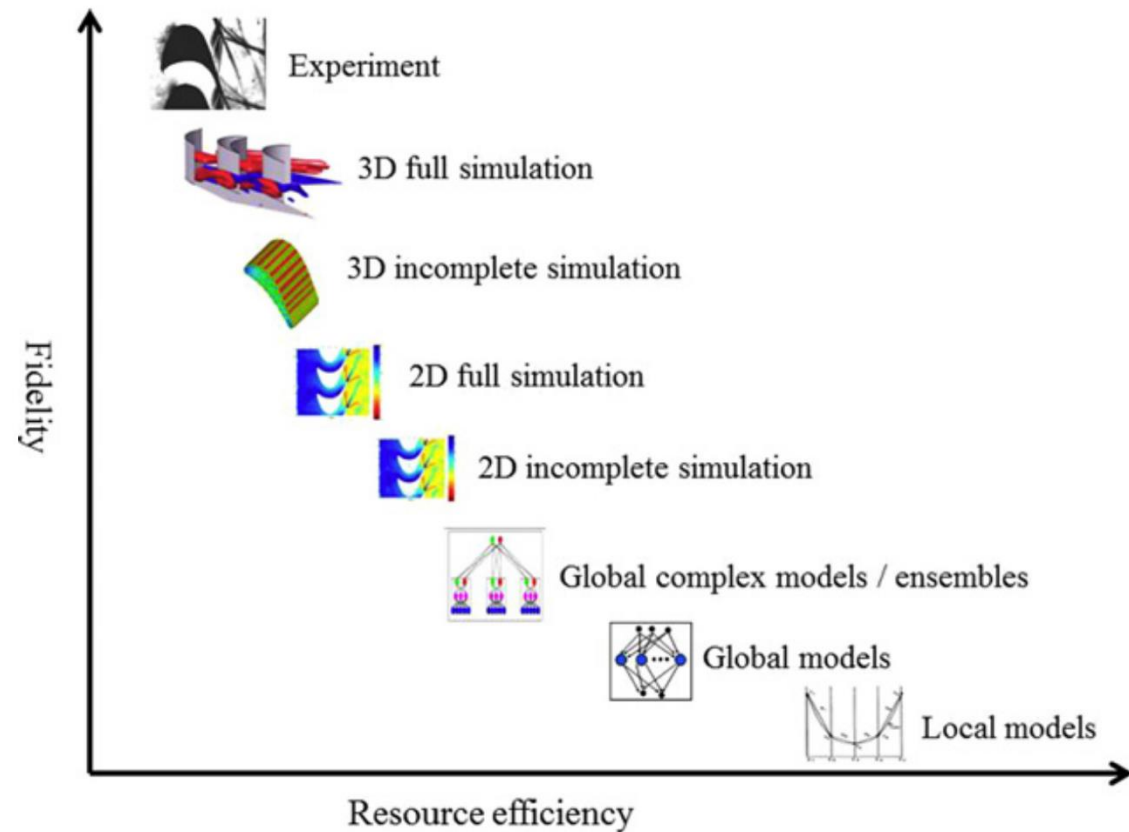 Experiment
3D full simulation
3D incomplete simulation
2D full simulation
2D incomplete simulation
Global complex models / ensembles
Global models
Local models
Fidelity
Resource efficiency